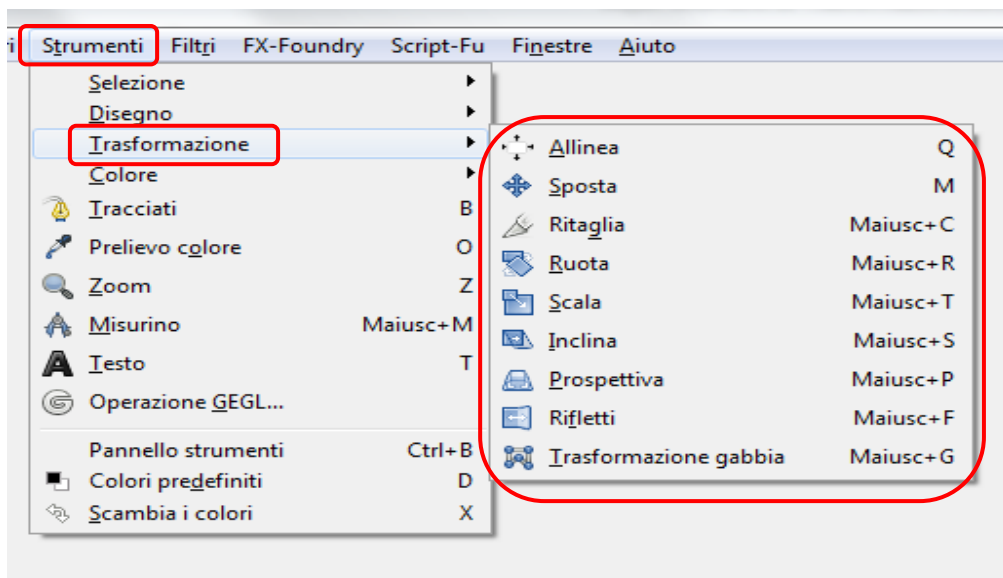 ri Strumenti Filtri FX-Foundry Script-Fu Finestre Aiuto
Selezione
Disegno
Trasformazione
Colore
Tracciati B
Prelievo colore O
Zoom Z
Misurino Maiusc+M
Testo T
Operazione GEGL...
Pannello strumenti Ctrl+B
Colori predefiniti D
Scambia i colori X
Allinea Q
Sposta M
Ritaglia Maiusc+C
Ruota Maiusc+R
Scala Maiusc+T
Inclina Maiusc+S
Prospettiva Maiusc+P
Rifletti Maiusc+F
Trasformazione gabbia Maiusc+G